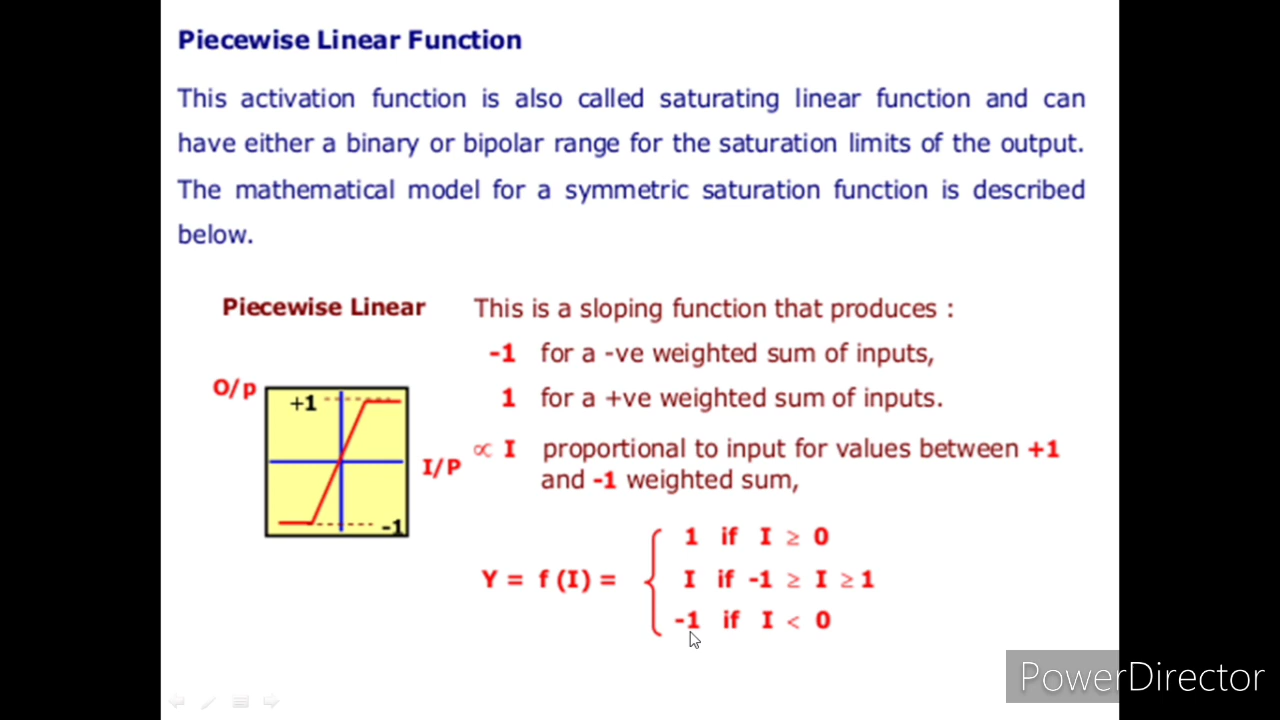 Piecewise Linear Function
This activation function is also called saturating linear function and can
have either a binary or bipolar range for the saturation limits of the output.
The mathematical model for a symmetric saturation function is described
below.
Piecewise Linear
This is a sloping function that produces :
-1 for a -ve weighted sum of inputs,
1 for a +ve weighted sum of inputs.
∝ I proportional to input for values between +1
and -1 weighted sum,
O/p
+1
I/P
-1
1 if I ≥ 0
Y = f (I) = I if -1 ≥ I ≥ 1
-1 if I < 0
PowerDirector